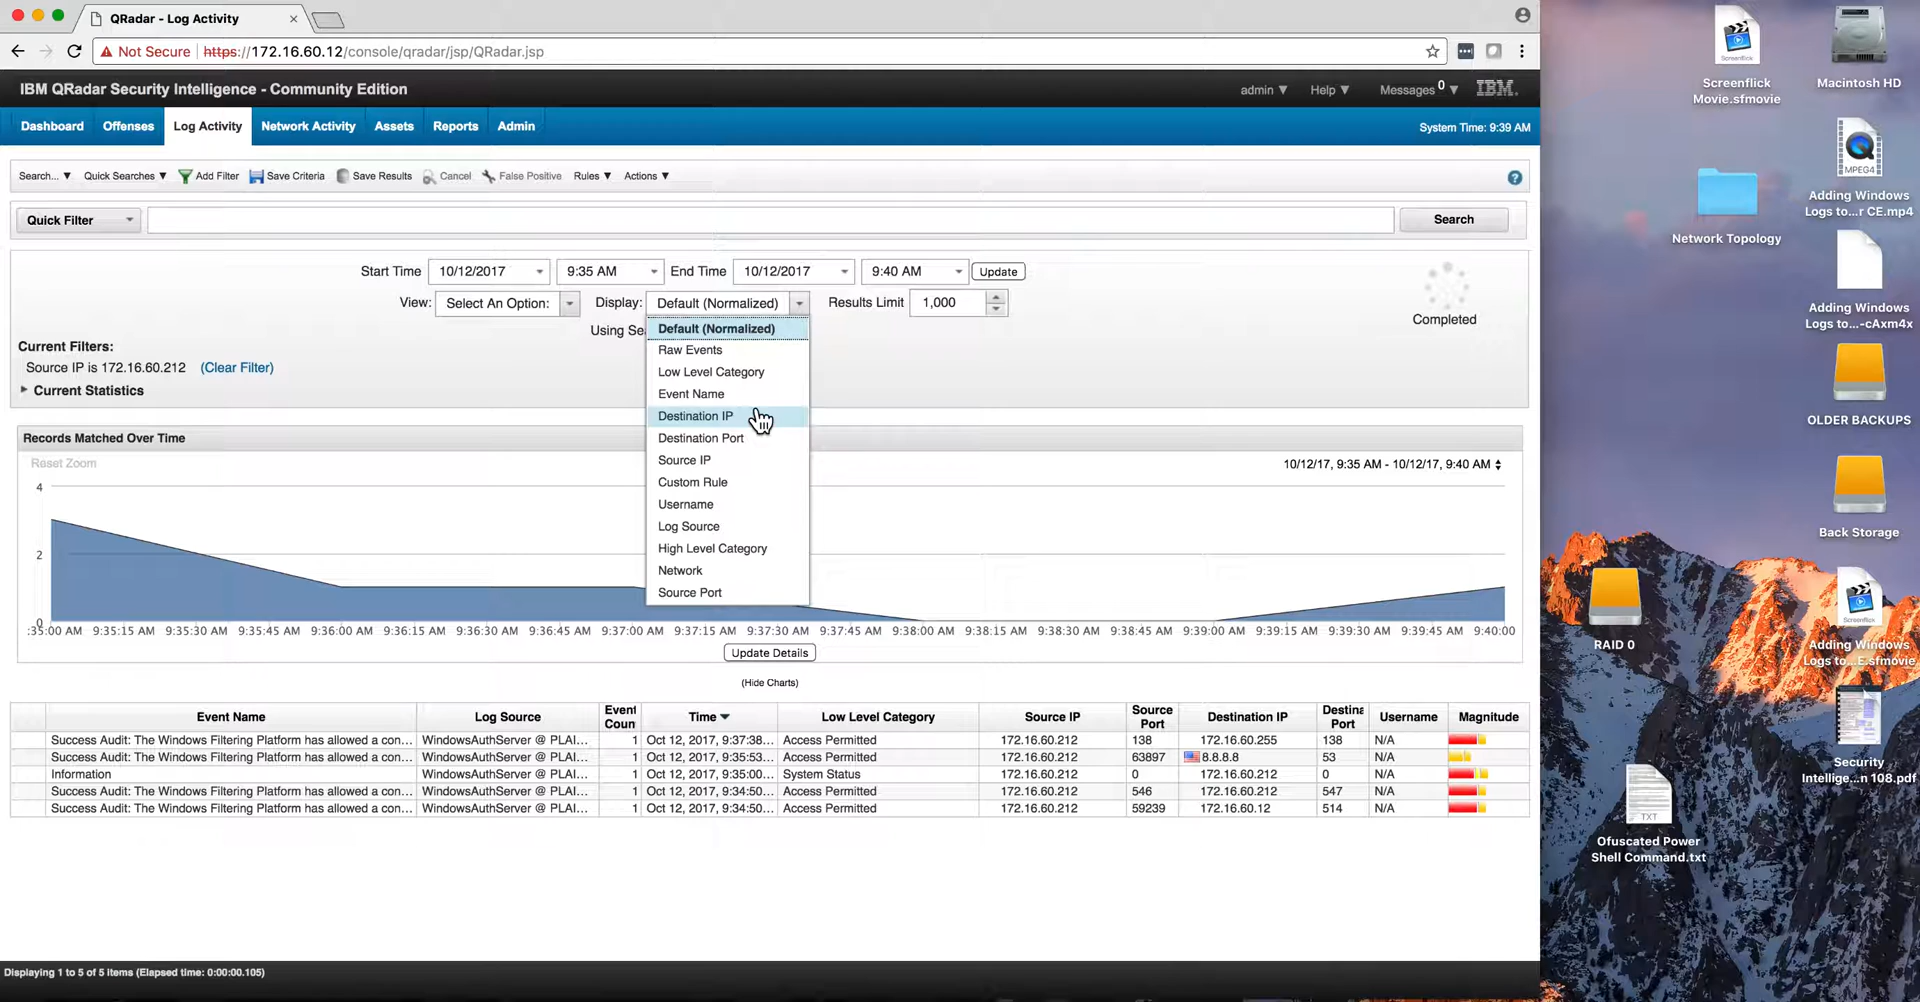 QRadar - Log Activity
Not Secure https://172.16.60.12/console/qradar/jsp/QRadar.jsp
IBM QRadar Security Intelligence - Community Edition
admin ▼ Help ▼ Messages 0 ▼ IBM.
Dashboard Offenses Log Activity Network Activity Assets Reports Admin
System Time: 9:39 AM
Search... ▼ Quick Searches ▼ Add Filter Save Criteria Save Results Cancel False Positive Rules ▼ Actions ▼
Quick Filter Search
Start Time 10/12/2017 9:35 AM End Time 10/12/2017 9:40 AM Update
View: Select An Option: Display: Default (Normalized) Results Limit 1,000
Completed
Using Sea
Default (Normalized)
Raw Events
Low Level Category
Event Name
Destination IP
Destination Port
Source IP
Custom Rule
Username
Log Source
High Level Category
Network
Source Port
Current Filters:
Source IP is 172.16.60.212 (Clear Filter)
Current Statistics
Records Matched Over Time
Reset Zoom
10/12/17, 9:35 AM - 10/12/17, 9:40 AM
4
2
0
:35:00 AM 9:35:15 AM 9:35:30 AM 9:35:45 AM 9:36:00 AM 9:36:15 AM 9:36:30 AM 9:36:45 AM 9:37:00 AM 9:37:15 AM 9:37:30 AM 9:37:45 AM 9:38:00 AM 9:38:15 AM 9:38:30 AM 9:38:45 AM 9:39:00 AM 9:39:15 AM 9:39:30 AM 9:39:45 AM 9:40:00
Update Details
(Hide Charts)
Event Name Log Source Event Coun Time ▼ Low Level Category Source IP Source Port Destination IP Destina Port Username Magnitude
Success Audit: The Windows Filtering Platform has allowed a con... WindowsAuthServer @ PLAI... 1 Oct 12, 2017, 9:37:38... Access Permitted 172.16.60.212 138 172.16.60.255 138 N/A
Success Audit: The Windows Filtering Platform has allowed a con... WindowsAuthServer @ PLAI... 1 Oct 12, 2017, 9:35:53... Access Permitted 172.16.60.212 63897 8.8.8.8 53 N/A
Information WindowsAuthServer @ PLAI... 1 Oct 12, 2017, 9:35:00... System Status 172.16.60.212 0 172.16.60.212 0 N/A
Success Audit: The Windows Filtering Platform has allowed a con... WindowsAuthServer @ PLAI... 1 Oct 12, 2017, 9:34:50... Access Permitted 172.16.60.212 546 172.16.60.212 547 N/A
Success Audit: The Windows Filtering Platform has allowed a con... WindowsAuthServer @ PLAI... 1 Oct 12, 2017, 9:34:50... Access Permitted 172.16.60.212 59239 172.16.60.12 514 N/A
Displaying 1 to 5 of 5 items (Elapsed time: 0:00:00.105)
Screenflick
Screenflick
Movie.sfmovie
Macintosh HD
MPEG4
Adding Windows
Logs to...r CE.mp4
Network Topology
Adding Windows
Logs to...-cAxm4x
OLDER BACKUPS
Back Storage
RAID 0
Screenflick
Adding Windows
Logs to...E.sfmovie
Security
Intellige...n 108.pdf
TXT
Ofuscated Power
Shell Command.txt